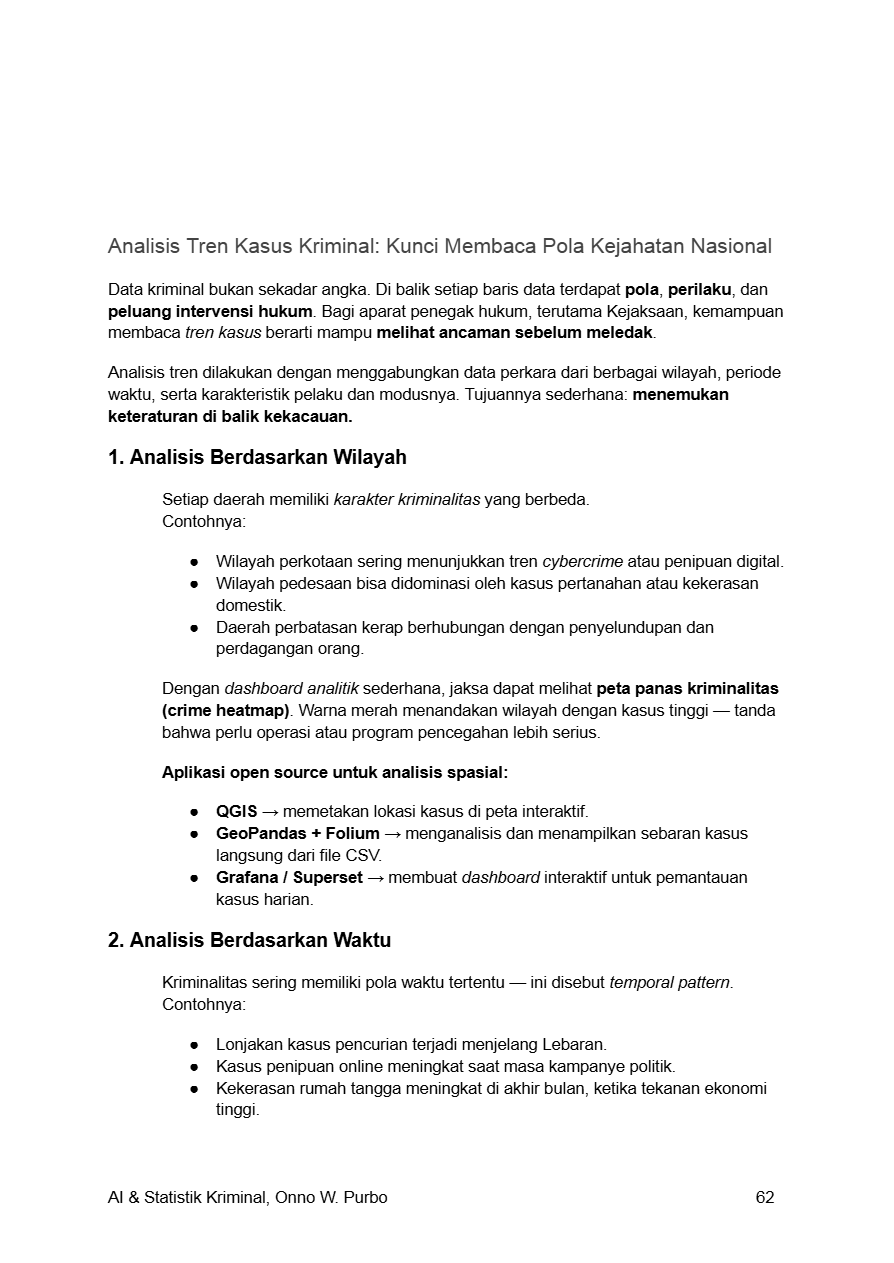 Analisis Tren Kasus Kriminal: Kunci Membaca Pola Kejahatan Nasional
Data kriminal bukan sekadar angka. Di balik setiap baris data terdapat pola, perilaku, dan
peluang intervensi hukum. Bagi aparat penegak hukum, terutama Kejaksaan, kemampuan
membaca tren kasus berarti mampu melihat ancaman sebelum meledak.
Analisis tren dilakukan dengan menggabungkan data perkara dari berbagai wilayah, periode
waktu, serta karakteristik pelaku dan modusnya. Tujuannya sederhana: menemukan
keteraturan di balik kekacauan.
1. Analisis Berdasarkan Wilayah
Setiap daerah memiliki karakter kriminalitas yang berbeda.
Contohnya:
● Wilayah perkotaan sering menunjukkan tren cybercrime atau penipuan digital.
● Wilayah pedesaan bisa didominasi oleh kasus pertanahan atau kekerasan
domestik.
● Daerah perbatasan kerap berhubungan dengan penyelundupan dan
perdagangan orang.
Dengan dashboard analitik sederhana, jaksa dapat melihat peta panas kriminalitas
(crime heatmap). Warna merah menandakan wilayah dengan kasus tinggi — tanda
bahwa perlu operasi atau program pencegahan lebih serius.
Aplikasi open source untuk analisis spasial:
● QGIS → memetakan lokasi kasus di peta interaktif.
● GeoPandas + Folium → menganalisis dan menampilkan sebaran kasus
langsung dari file CSV.
● Grafana / Superset → membuat dashboard interaktif untuk pemantauan
kasus harian.
2. Analisis Berdasarkan Waktu
Kriminalitas sering memiliki pola waktu tertentu — ini disebut temporal pattern.
Contohnya:
● Lonjakan kasus pencurian terjadi menjelang Lebaran.
● Kasus penipuan online meningkat saat masa kampanye politik.
● Kekerasan rumah tangga meningkat di akhir bulan, ketika tekanan ekonomi
tinggi.
AI & Statistik Kriminal, Onno W. Purbo 62